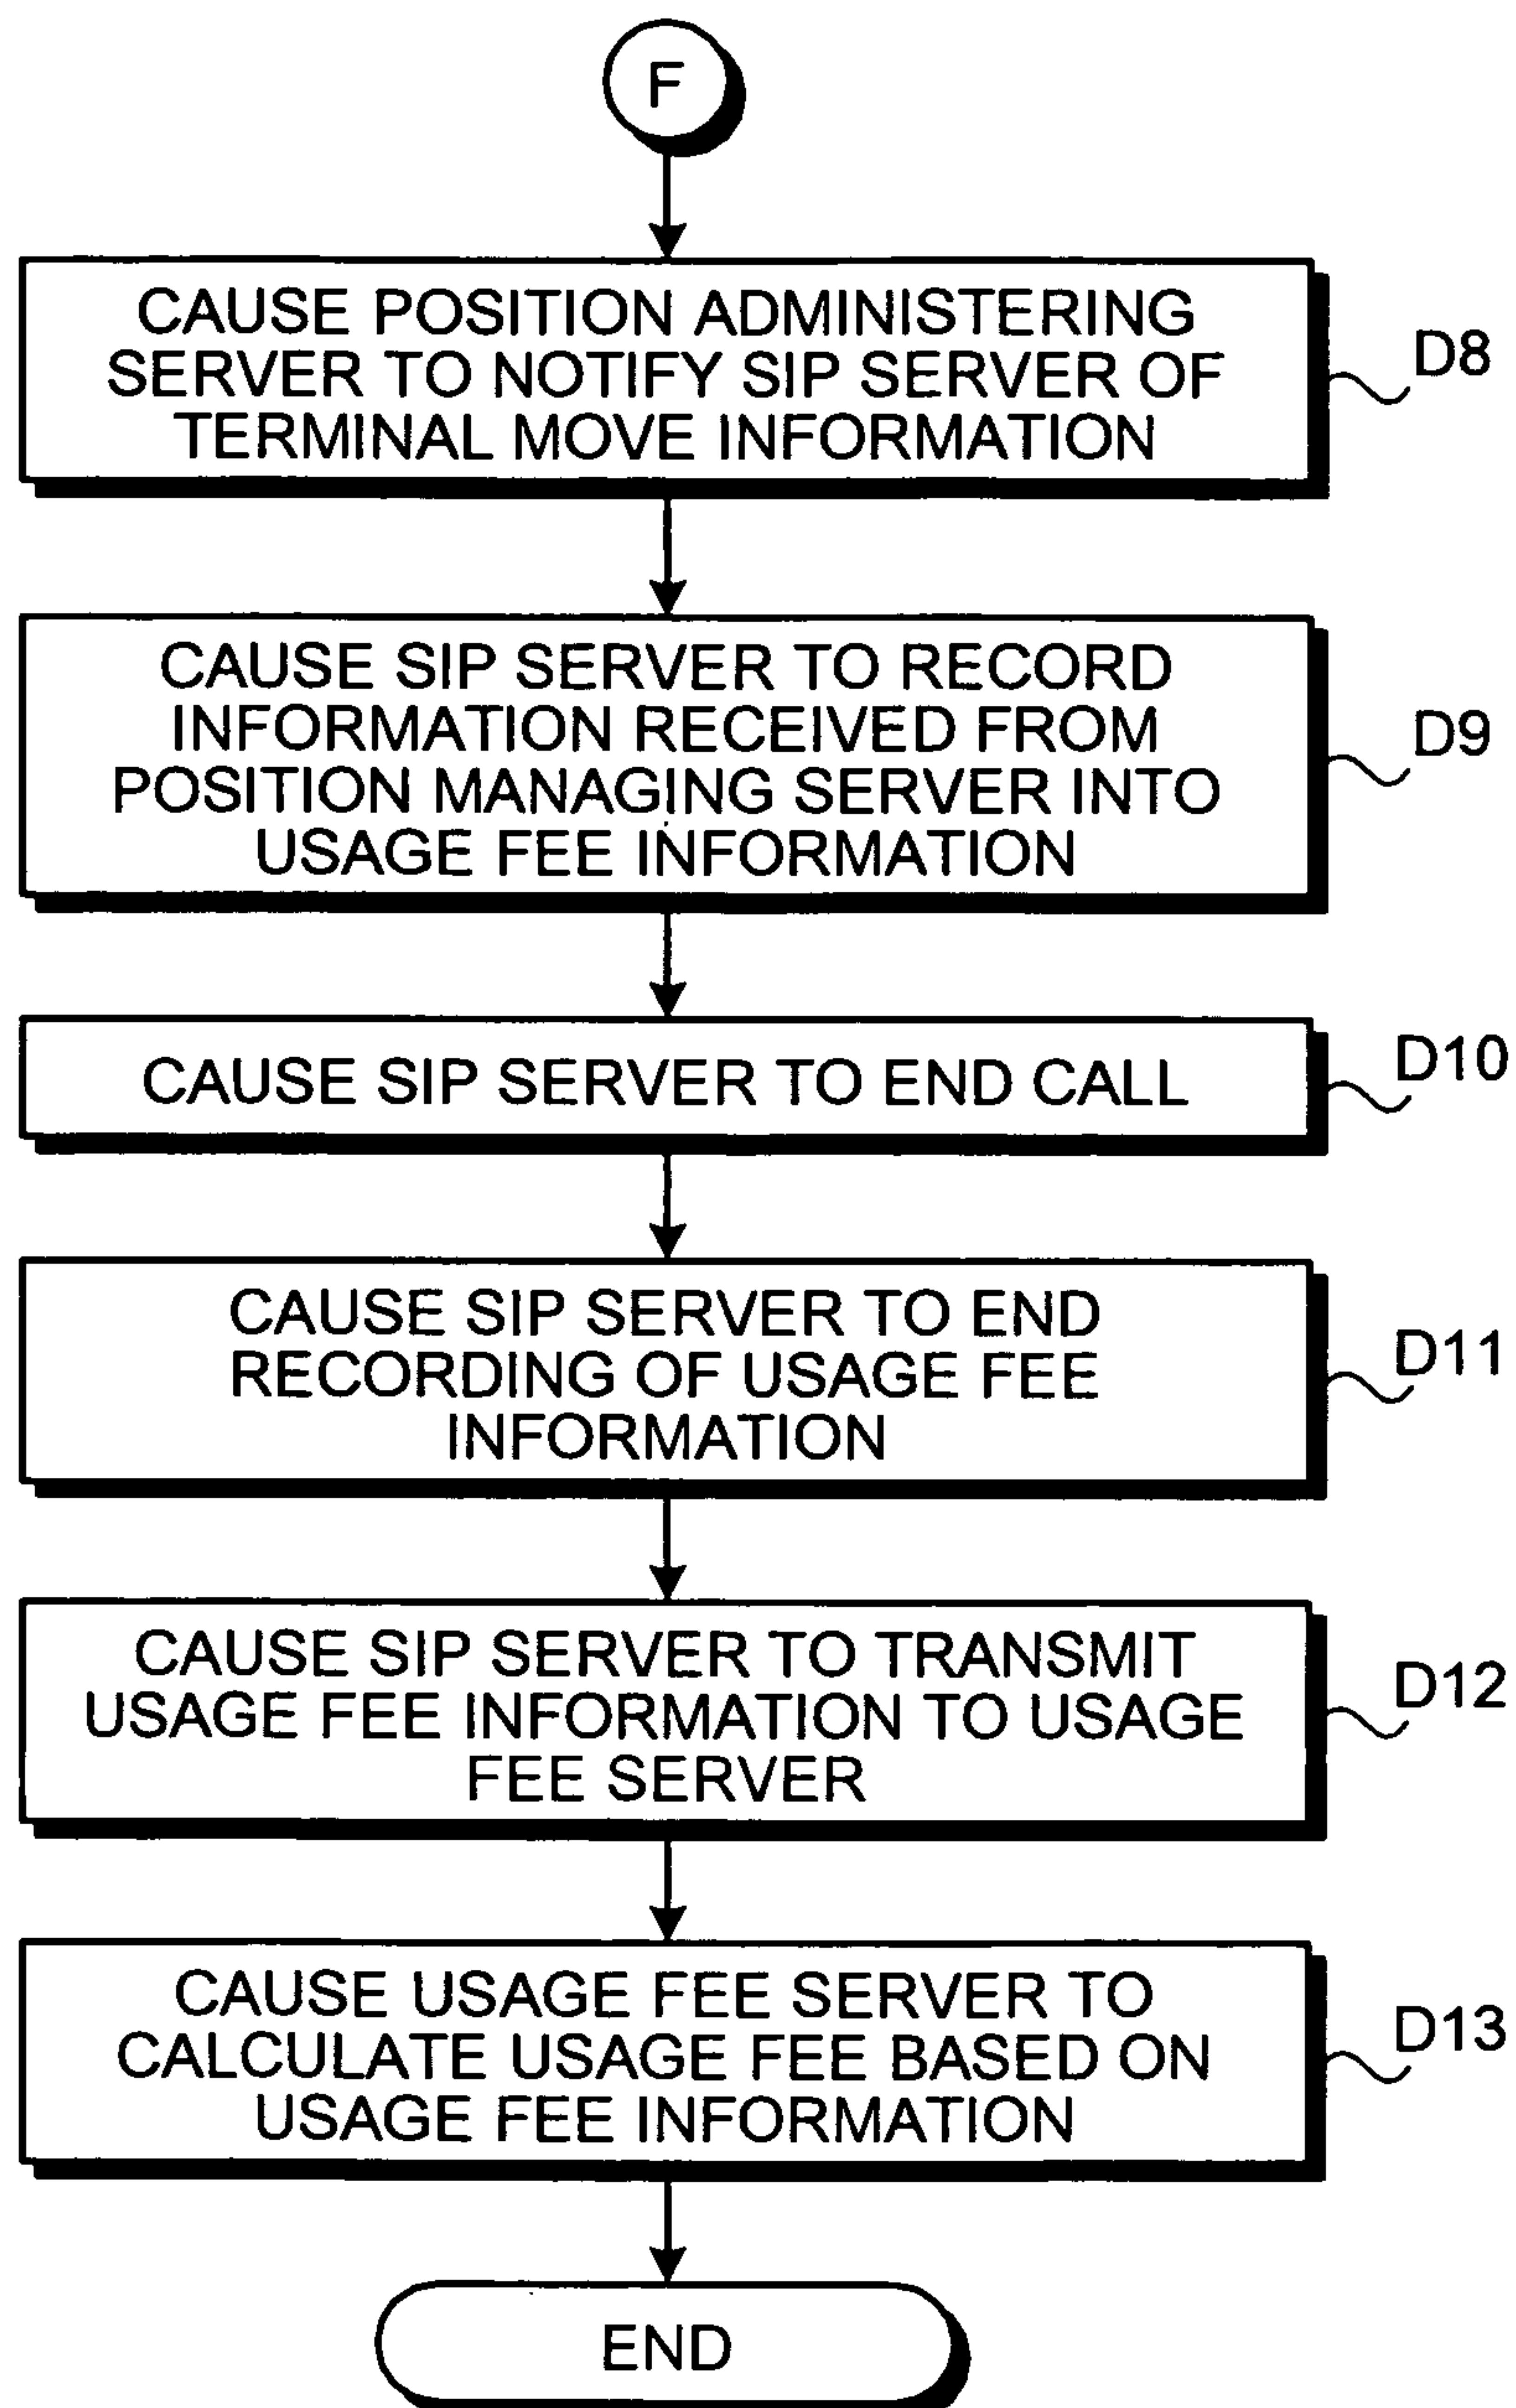 F
CAUSE POSITION ADMINISTERING
SERVER TO NOTIFY SIP SERVER OF
TERMINAL MOVE INFORMATION
D8
CAUSE SIP SERVER TO RECORD
INFORMATION RECEIVED FROM
POSITION MANAGING SERVER INTO
USAGE FEE INFORMATION
D9
CAUSE SIP SERVER TO END CALL
D10
CAUSE SIP SERVER TO END
RECORDING OF USAGE FEE
INFORMATION
D11
CAUSE SIP SERVER TO TRANSMIT
USAGE FEE INFORMATION TO USAGE
FEE SERVER
D12
CAUSE USAGE FEE SERVER TO
CALCULATE USAGE FEE BASED ON
USAGE FEE INFORMATION
D13
END